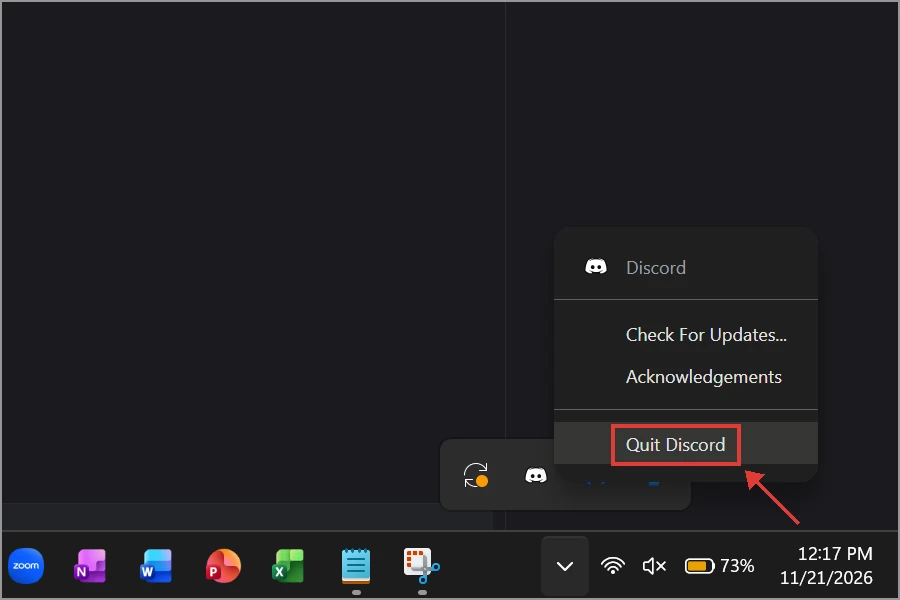 Discord
Check For Updates...
Acknowledgements
Quit Discord
zoom
N
W
P
X
73%
12:17 PM
11/21/2026